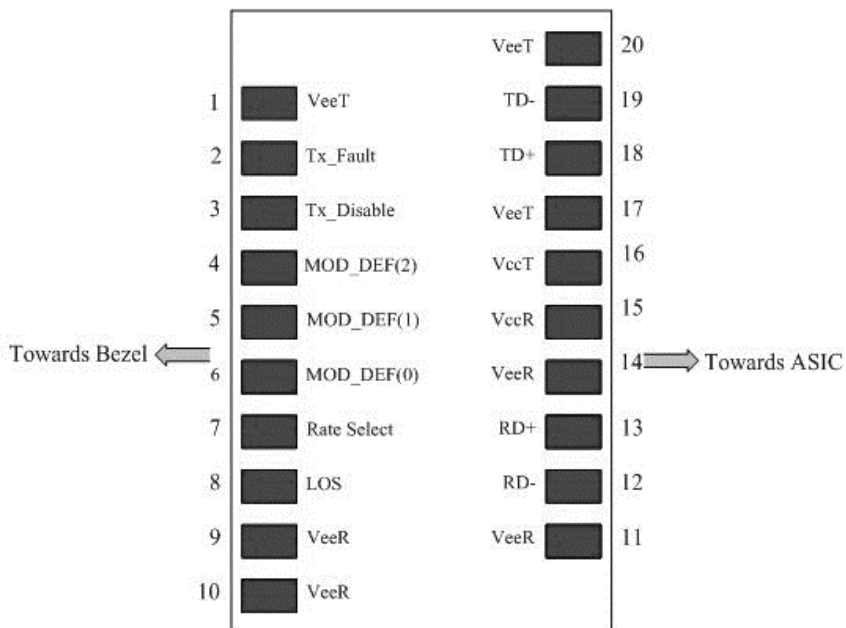 VeeT 20
1 VeeT TD- 19
2 Tx_Fault TD+ 18
3 Tx_Disable VeeT 17
4 MOD_DEF(2) VccT 16
5 MOD_DEF(1) VccR 15
Towards Bezel
6 MOD_DEF(0) VeeR 14
Towards ASIC
7 Rate Select RD+ 13
8 LOS RD- 12
9 VeeR VeeR 11
10 VeeR